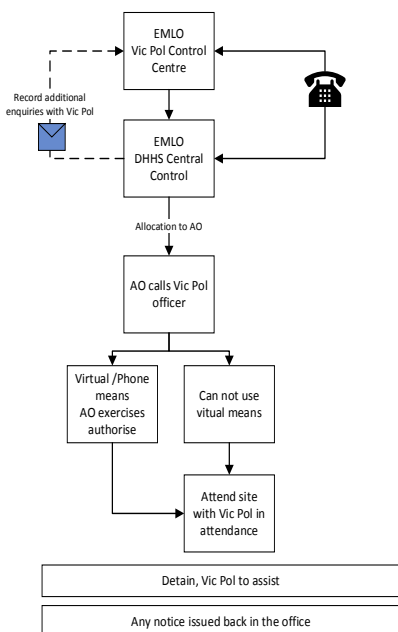 EMLO
Vic Pol Control
Centre
Record additional
enquiries with Vic Pol
EMLO
DHHS Central
Control
Allocation to AO
AO calls Vic Pol
officer
Virtual /Phone
means
AO exercises
authorise
Can not use
vitual means
Attend site
with Vic Pol in
attendance
Detain, Vic Pol to assist
Any notice issued back in the office